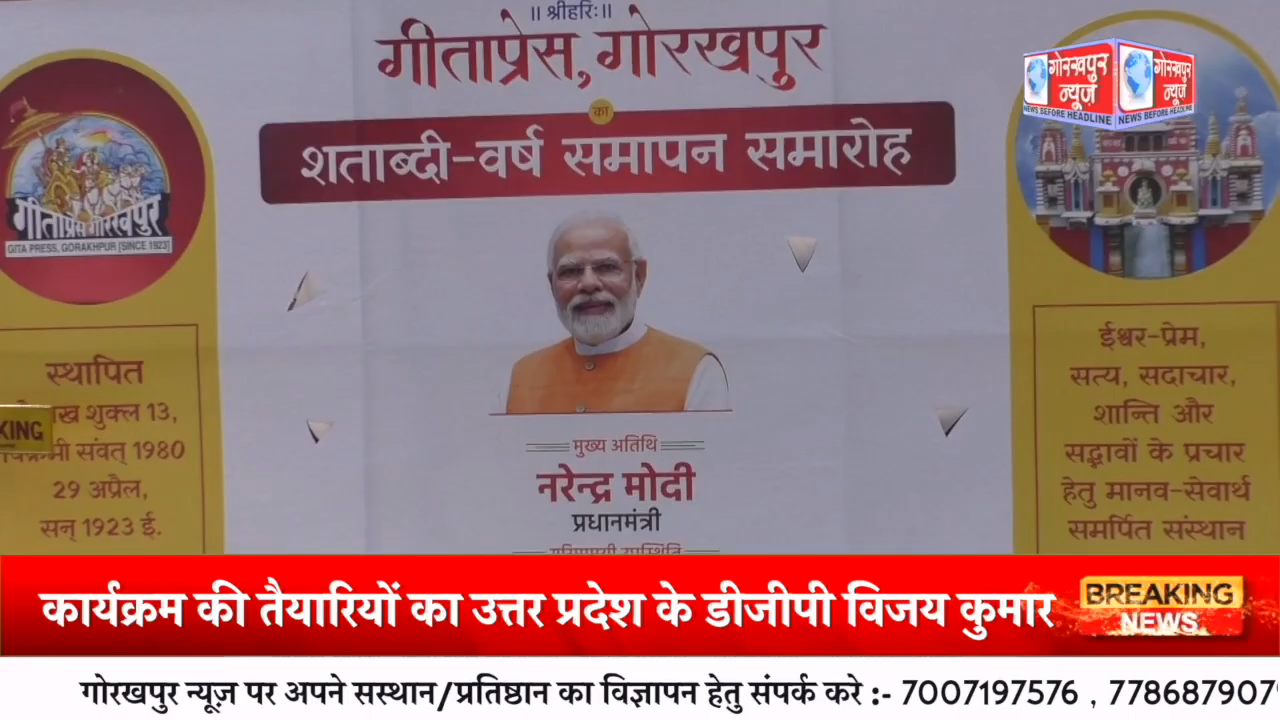 ॥ श्रीहरिः॥
गीताप्रेस, गोरखपुर
का
शताब्दी-वर्ष समापन समारोह
गोरखपुर
न्यूज़
NEWS BEFORE HEADLINE
गोरखपुर
न्यूज़
NEWS BEFORE HEADLINE
गीताप्रेस गोरखपुर
GITA PRESS, GORAKHPUR [SINCE 1923]
स्थापित
शुक्ल 13,
संवत् 1980
29 अप्रैल,
सन् 1923 ई.
KING
मुख्य अतिथि
नरेन्द्र मोदी
प्रधानमंत्री
ईश्वर-प्रेम,
सत्य, सदाचार,
शान्ति और
सद्भावों के प्रचार
हेतु मानव-सेवार्थ
समर्पित संस्थान
कार्यक्रम की तैयारियों का उत्तर प्रदेश के डीजीपी विजय कुमार
BREAKING
NEWS
गोरखपुर न्यूज़ पर अपने सस्थान/प्रतिष्ठान का विज्ञापन हेतु संपर्क करे :- 7007197576 , 778687907